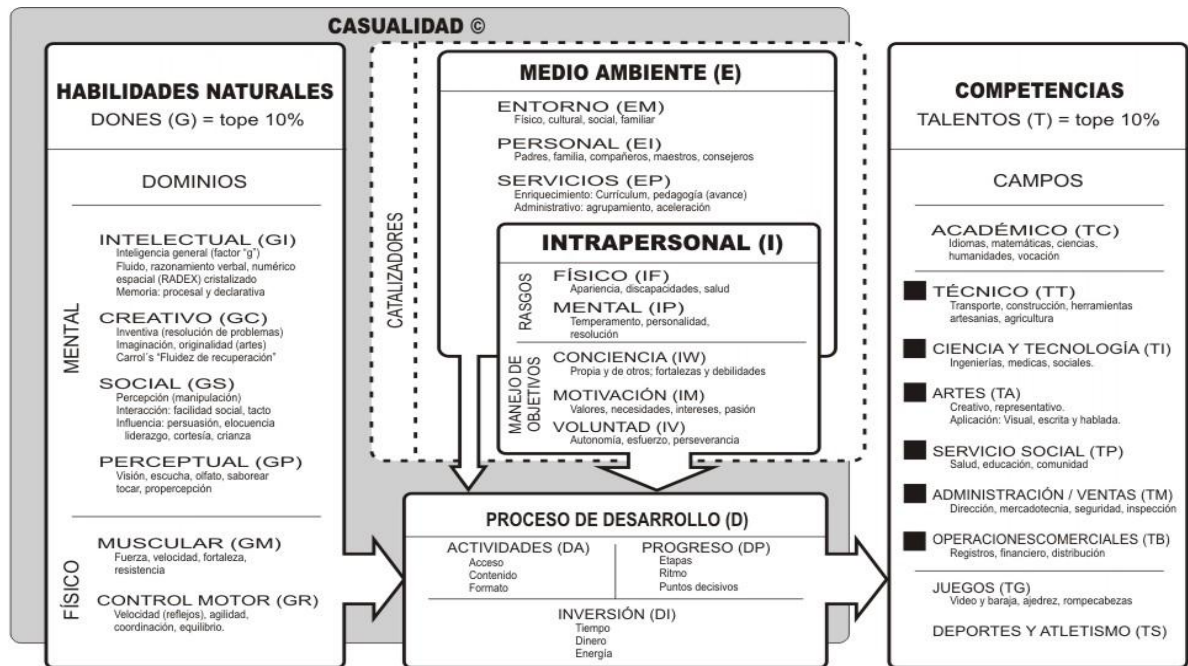 CASUALIDAD ©
HABILIDADES NATURALES
DONES (G) = tope 10%
DOMINIOS
MENTAL
INTELECTUAL (GI)
Inteligencia general (factor “g”)
Fluido, razonamiento verbal, numérico
espacial (RADEX) cristalizado
Memoria: procesal y declarativa
CREATIVO (GC)
Inventiva (resolución de problemas)
Imaginación, originalidad (artes)
Carrol´s “Fluidez de recuperación”
SOCIAL (GS)
Percepción (manipulación)
Interacción: facilidad social, tacto
Influencia: persuasión, elocuencia
liderazgo, cortesía, crianza
PERCEPTUAL (GP)
Visión, escucha, olfato, saborear
tocar, propercepción
FÍSICO
MUSCULAR (GM)
Fuerza, velocidad, fortaleza,
resistencia
CONTROL MOTOR (GR)
Velocidad (reflejos), agilidad,
coordinación, equilibrio.
CATALIZADORES
MEDIO AMBIENTE (E)
ENTORNO (EM)
Físico, cultural, social, familiar
PERSONAL (EI)
Padres, familia, compañeros, maestros, consejeros
SERVICIOS (EP)
Enriquecimiento: Currículum, pedagogía (avance)
Administrativo: agrupamiento, aceleración
INTRAPERSONAL (I)
RASGOS
FÍSICO (IF)
Apariencia, discapacidades, salud
MENTAL (IP)
Temperamento, personalidad,
resolución
MANEJO DE
OBJETIVOS
CONCIENCIA (IW)
Propia y de otros; fortalezas y debilidades
MOTIVACIÓN (IM)
Valores, necesidades, intereses, pasión
VOLUNTAD (IV)
Autonomía, esfuerzo, perseverancia
PROCESO DE DESARROLLO (D)
ACTIVIDADES (DA)
Acceso
Contenido
Formato
PROGRESO (DP)
Etapas
Ritmo
Puntos decisivos
INVERSIÓN (DI)
Tiempo
Dinero
Energía
COMPETENCIAS
TALENTOS (T) = tope 10%
CAMPOS
ACADÉMICO (TC)
Idiomas, matemáticas, ciencias,
humanidades, vocación
TÉCNICO (TT)
Transporte, construcción, herramientas
artesanias, agricultura
CIENCIA Y TECNOLOGÍA (TI)
Ingenierías, medicas, sociales.
ARTES (TA)
Creativo, representativo.
Aplicación: Visual, escrita y hablada.
SERVICIO SOCIAL (TP)
Salud, educación, comunidad
ADMINISTRACIÓN / VENTAS (TM)
Dirección, mercadotecnia, seguridad, inspección
OPERACIONESCOMERCIALES (TB)
Registros, financiero, distribución
JUEGOS (TG)
Video y baraja, ajedrez, rompecabezas
DEPORTES Y ATLETISMO (TS)